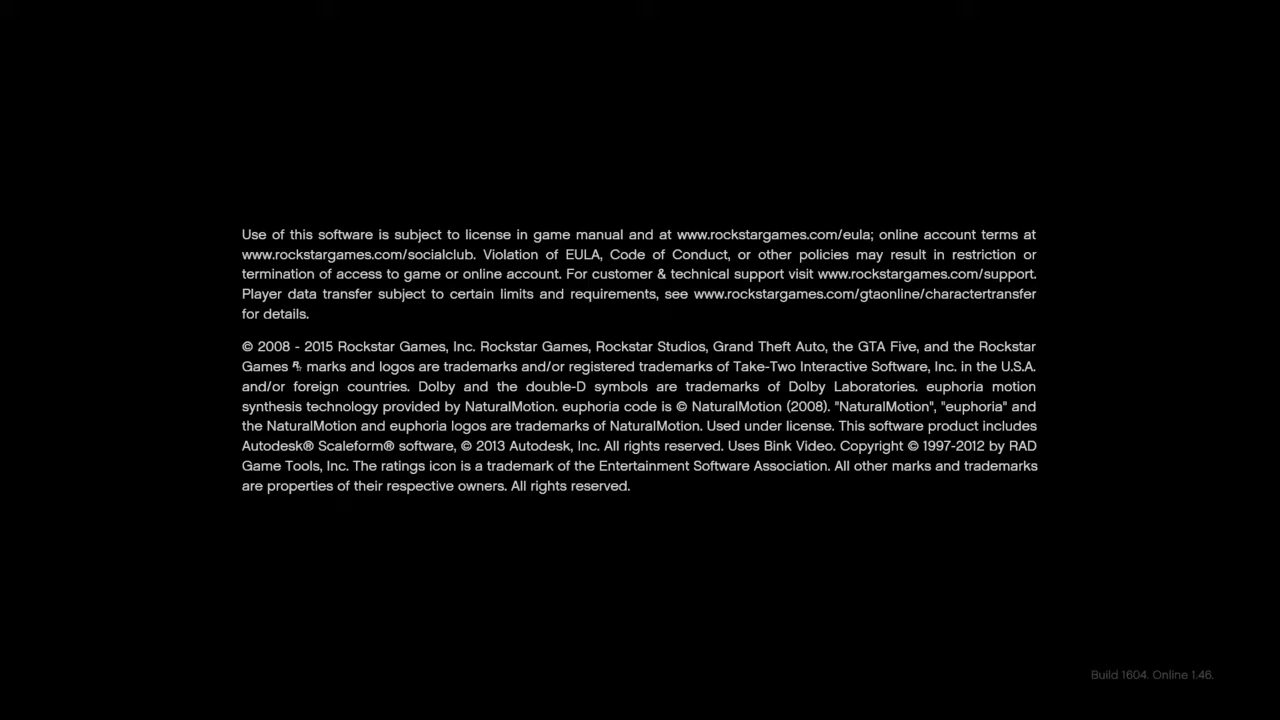 Use of this software is subject to license in game manual and at www.rockstargames.com/eula; online account terms at
www.rockstargames.com/socialclub. Violation of EULA, Code of Conduct, or other policies may result in restriction or
termination of access to game or online account. For customer & technical support visit www.rockstargames.com/support.
Player data transfer subject to certain limits and requirements, see www.rockstargames.com/gtaonline/charactertransfer
for details.
© 2008 - 2015 Rockstar Games, Inc. Rockstar Games, Rockstar Studios, Grand Theft Auto, the GTA Five, and the Rockstar
Games R* marks and logos are trademarks and/or registered trademarks of Take-Two Interactive Software, Inc. in the U.S.A.
and/or foreign countries. Dolby and the double-D symbols are trademarks of Dolby Laboratories. euphoria motion
synthesis technology provided by NaturalMotion. euphoria code is © NaturalMotion (2008). "NaturalMotion", "euphoria" and
the NaturalMotion and euphoria logos are trademarks of NaturalMotion. Used under license. This software product includes
Autodesk® Scaleform® software, © 2013 Autodesk, Inc. All rights reserved. Uses Bink Video. Copyright © 1997-2012 by RAD
Game Tools, Inc. The ratings icon is a trademark of the Entertainment Software Association. All other marks and trademarks
are properties of their respective owners. All rights reserved.
Build 1604. Online 1.46.